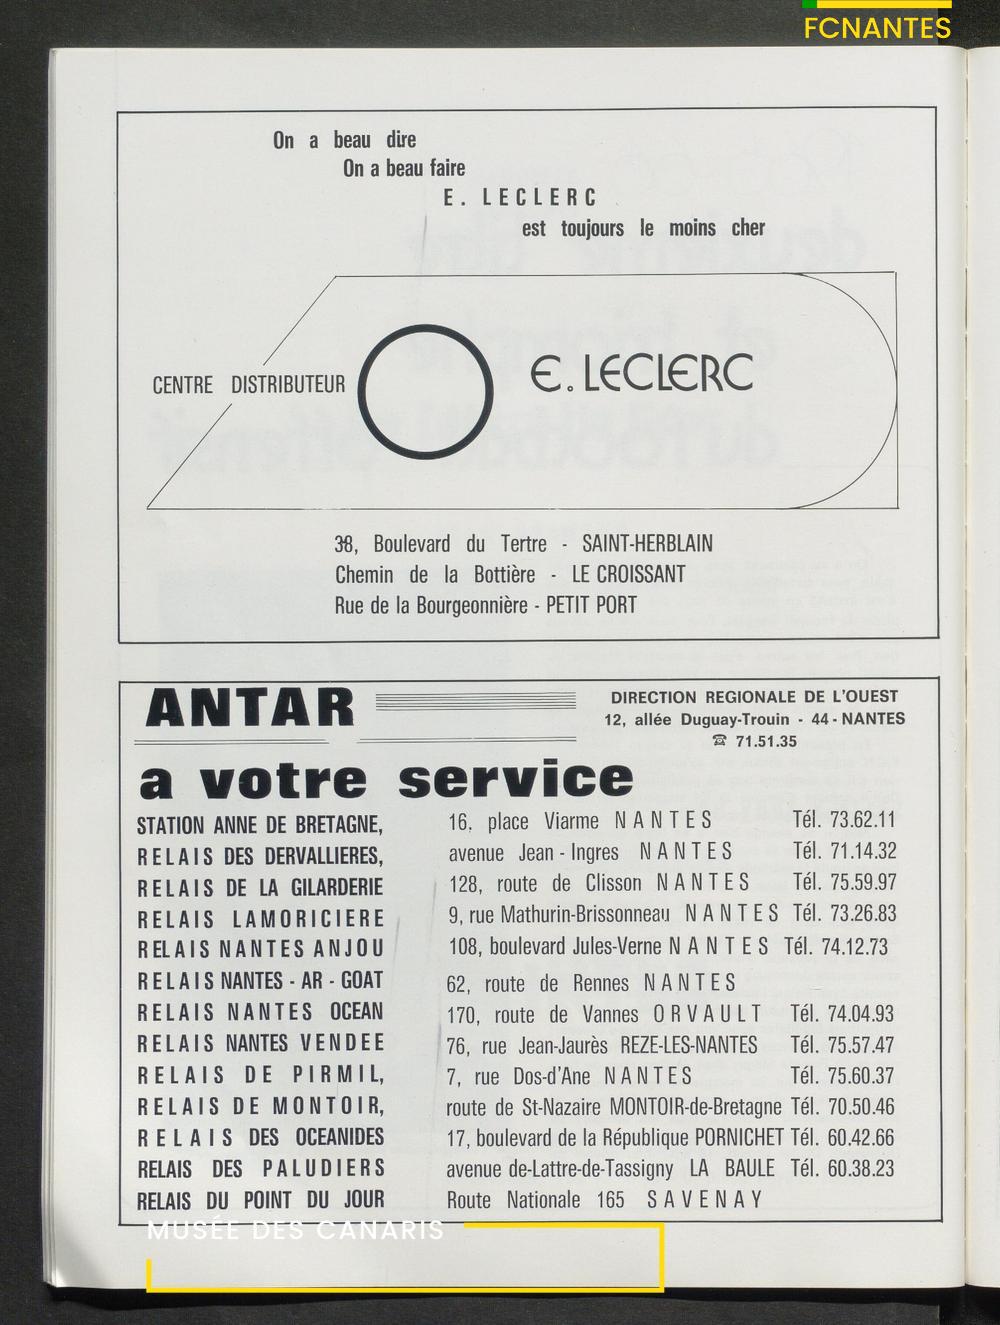 FCNANTES
On a beau dire
On a beau faire
E. LECLERC
est toujours le moins cher
CENTRE DISTRIBUTEUR
E. LECLERC
38, Boulevard du Tertre - SAINT-HERBLAIN
Chemin de la Bottière - LE CROISSANT
Rue de la Bourgeonnière - PETIT PORT
ANTAR
DIRECTION REGIONALE DE L'OUEST
12, allée Duguay-Trouin - 44 - NANTES
☎ 71.51.35
a votre service
STATION ANNE DE BRETAGNE, 16, place Viarme NANTES Tél. 73.62.11
RELAIS DES DERVALLIERES, avenue Jean-Ingres NANTES Tél. 71.14.32
RELAIS DE LA GILARDERIE 128, route de Clisson NANTES Tél. 75.59.97
RELAIS LAMORICIERE 9, rue Mathurin-Brissonneau NANTES Tél. 73.26.83
RELAIS NANTES ANJOU 108, boulevard Jules-Verne NANTES Tél. 74.12.73
RELAIS NANTES - AR - GOAT 62, route de Rennes NANTES
RELAIS NANTES OCEAN 170, route de Vannes ORVAULT Tél. 74.04.93
RELAIS NANTES VENDEE 76, rue Jean-Jaurès REZE-LES-NANTES Tél. 75.57.47
RELAIS DE PIRMIL, 7, rue Dos-d'Ane NANTES Tél. 75.60.37
RELAIS DE MONTOIR, route de St-Nazaire MONTOIR-de-Bretagne Tél. 70.50.46
RELAIS DES OCEANIDES 17, boulevard de la République PORNICHET Tél. 60.42.66
RELAIS DES PALUDIERS avenue de-Lattre-de-Tassigny LA BAULE Tél. 60.38.23
RELAIS DU POINT DU JOUR Route Nationale 165 SAVENAY
MUSÉE DES CANARIS